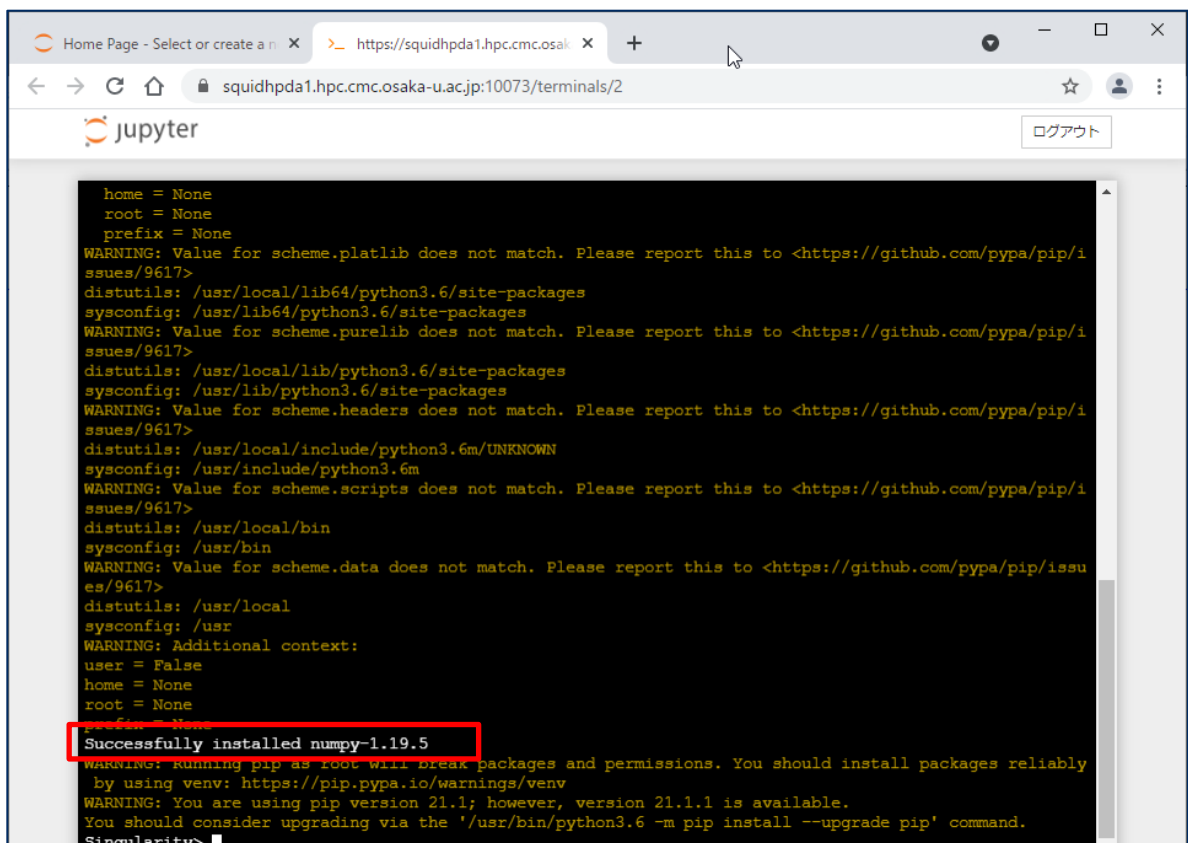 Home Page - Select or create a n
https://squidhpda1.hpc.cmc.osak
squidhpda1.hpc.cmc.osaka-u.ac.jp:10073/terminals/2
jupyter
ログアウト
home = None
root = None
prefix = None
WARNING: Value for scheme.platlib does not match. Please report this to <https://github.com/pypa/pip/i
ssues/9617>
distutils: /usr/local/lib64/python3.6/site-packages
sysconfig: /usr/lib64/python3.6/site-packages
WARNING: Value for scheme.purelib does not match. Please report this to <https://github.com/pypa/pip/i
ssues/9617>
distutils: /usr/local/lib/python3.6/site-packages
sysconfig: /usr/lib/python3.6/site-packages
WARNING: Value for scheme.headers does not match. Please report this to <https://github.com/pypa/pip/i
ssues/9617>
distutils: /usr/local/include/python3.6m/UNKNOWN
sysconfig: /usr/include/python3.6m
WARNING: Value for scheme.scripts does not match. Please report this to <https://github.com/pypa/pip/i
ssues/9617>
distutils: /usr/local/bin
sysconfig: /usr/bin
WARNING: Value for scheme.data does not match. Please report this to <https://github.com/pypa/pip/issu
es/9617>
distutils: /usr/local
sysconfig: /usr
WARNING: Additional context:
user = False
home = None
root = None
prefix = None
Successfully installed numpy-1.19.5
WARNING: Running pip as root will break packages and permissions. You should install packages reliably
by using venv: https://pip.pypa.io/warnings/venv
WARNING: You are using pip version 21.1; however, version 21.1.1 is available.
You should consider upgrading via the '/usr/bin/python3.6 -m pip install --upgrade pip' command.
Singularity>